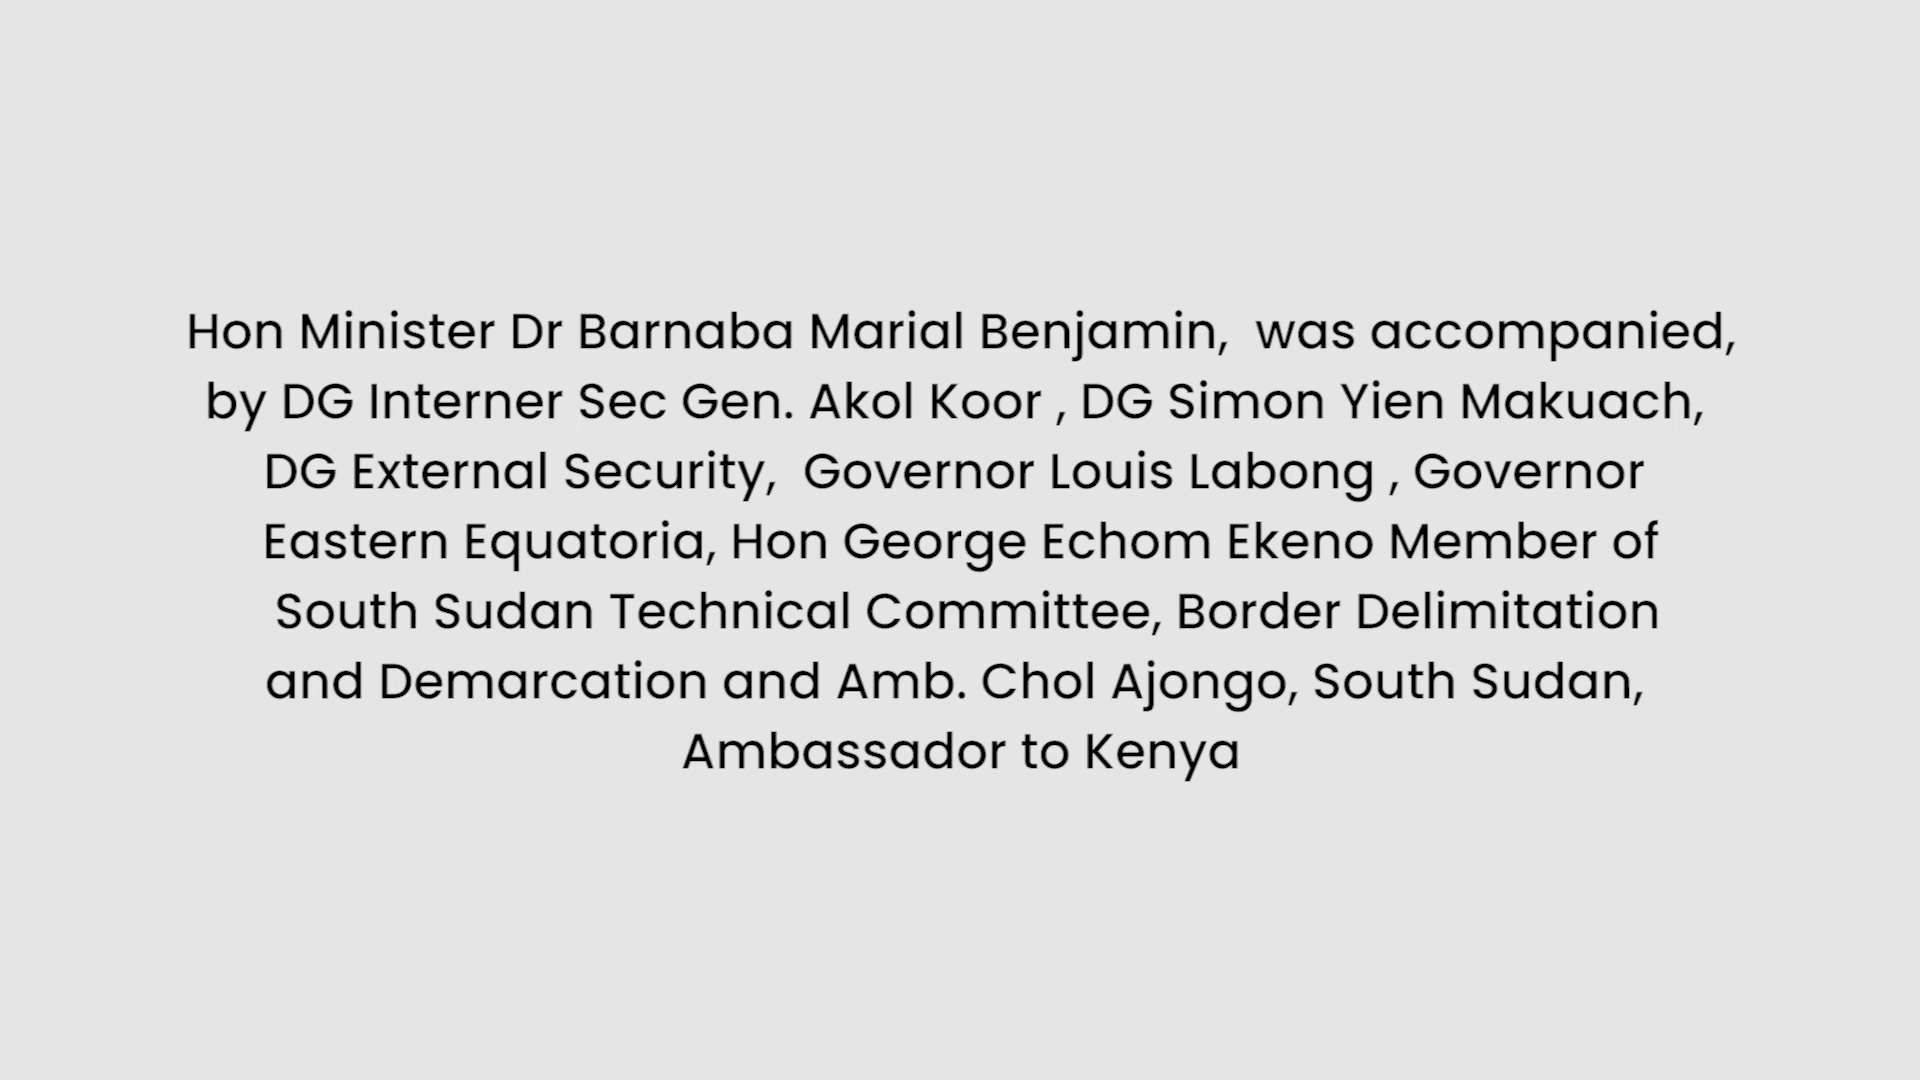 Hon Minister Dr Barnaba Marial Benjamin,  was accompanied,
by DG Interner Sec Gen. Akol Koor , DG Simon Yien Makuach,
DG External Security,  Governor Louis Labong , Governor
Eastern Equatoria, Hon George Echom Ekeno Member of
South Sudan Technical Committee, Border Delimitation
and Demarcation and Amb. Chol Ajongo, South Sudan,
Ambassador to Kenya